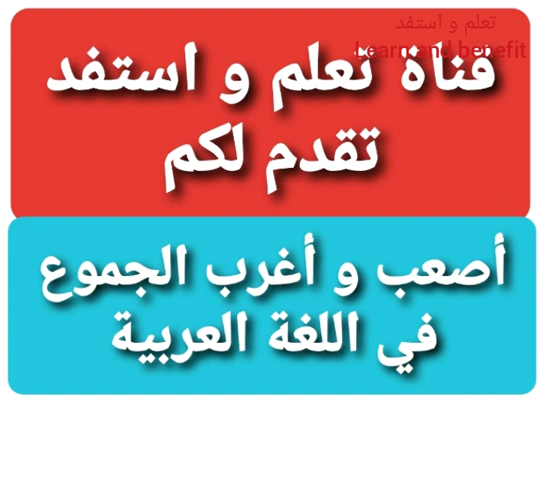 تعلم و استفد
Learn and benefit
قناة تعلم و استفد
تقدم لكم
أصعب و أغرب الجموع
في اللغة العربية